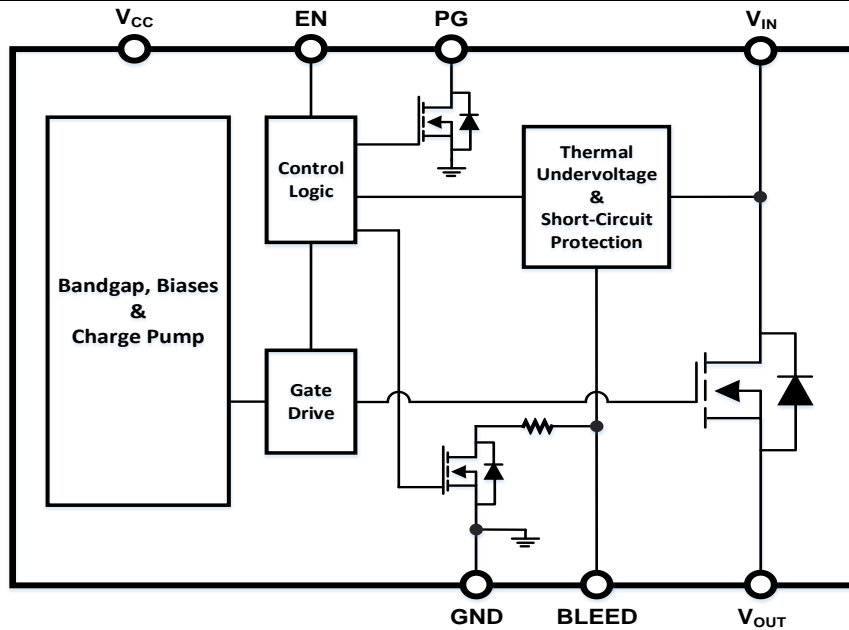 VCC
EN
PG
VIN
Control
Logic
Thermal
Undervoltage
&
Short-Circuit
Protection
Bandgap, Biases
&
Charge Pump
Gate
Drive
GND
BLEED
VOUT